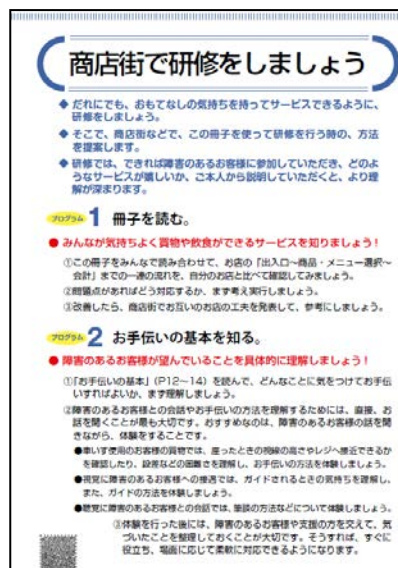 商店街で研修をしましょう
◆ だれにでも、おもてなしの気持ちを持ってサービスできるように、
研修をしましょう。
◆ そこで、商店街などで、この冊子を使って研修を行う時の、方法
を提案します。
◆ 研修では、できれば障害のあるお客様に参加していただき、どのよ
うなサービスが嬉しいか、ご本人から説明していただくと、より理
解が深まります。
プログラム 1 冊子を読む。
● みんなが気持ちよく買物や飲食ができるサービスを知りましょう！
①この冊子をみんなで読み合わせて、お店の「出入口～商品・メニュー選択～
会計」までの一連の流れを、自分のお店と比べて確認してみましょう。
②問題点があればどう対応するか、まず考え実行しましょう。
③改善したら、商店街でお互いのお店の工夫を発表して、参考にしましょう。
プログラム 2 お手伝いの基本を知る。
● 障害のあるお客様が望んでいることを具体的に理解しましょう！
①「お手伝いの基本」(P12～14)を読んで、どんなことに気をつけてお手伝
いすればよいか、まず理解しましょう。
②障害のあるお客様との会話やお手伝いの方法を理解するためには、直接、お
話を聞くことが最も大切です。おすすめなのは、障害のあるお客様の話を聞
きながら、体験をすることです。
●車いす使用のお客様の買物では、座ったときの視線の高さやレジへ接近できるか
を確認したり、段差などの困難さを理解し、お手伝いの方法を体験しましょう。
●視覚に障害のあるお客様への接遇では、ガイドされるときの気持ちを理解し、
また、ガイドの方法を体験しましょう。
●聴覚に障害のあるお客様との会話では、筆談の方法などについて体験しましょう。
③体験を行った後には、障害のあるお客様や支援の方を交えて、気
づいたことを整理しておくことが大切です。そうすれば、すぐに
役立ち、場面に応じて柔軟に対応できるようになります。